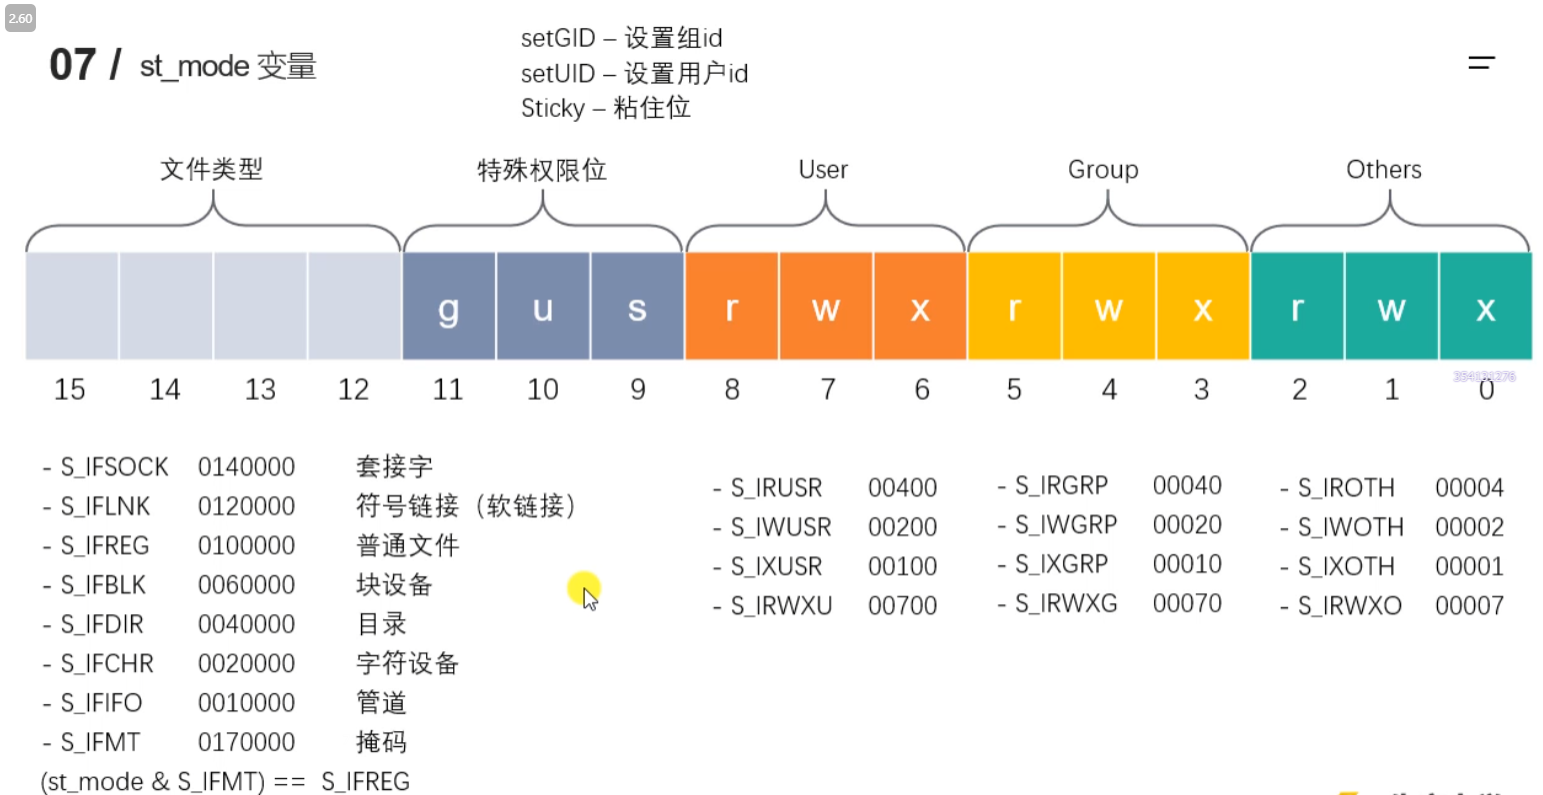 2.60
07 / st_mode 变量
setGID – 设置组id
setUID – 设置用户id
Sticky – 粘住位
文件类型 特殊权限位 User Group Others
g u s r w x r w x r w x
15 14 13 12 11 10 9 8 7 6 5 4 3 2 1 0
- S_IFSOCK 0140000 套接字
- S_IFLNK 0120000 符号链接（软链接）
- S_IFREG 0100000 普通文件
- S_IFBLK 0060000 块设备
- S_IFDIR 0040000 目录
- S_IFCHR 0020000 字符设备
- S_IFIFO 0010000 管道
- S_IFMT 0170000 掩码
(st_mode & S_IFMT) == S_IFREG
- S_IRUSR 00400
- S_IWUSR 00200
- S_IXUSR 00100
- S_IRWXU 00700
- S_IRGRP 00040
- S_IWGRP 00020
- S_IXGRP 00010
- S_IRWXG 00070
- S_IROTH 00004
- S_IWOTH 00002
- S_IXOTH 00001
- S_IRWXO 00007